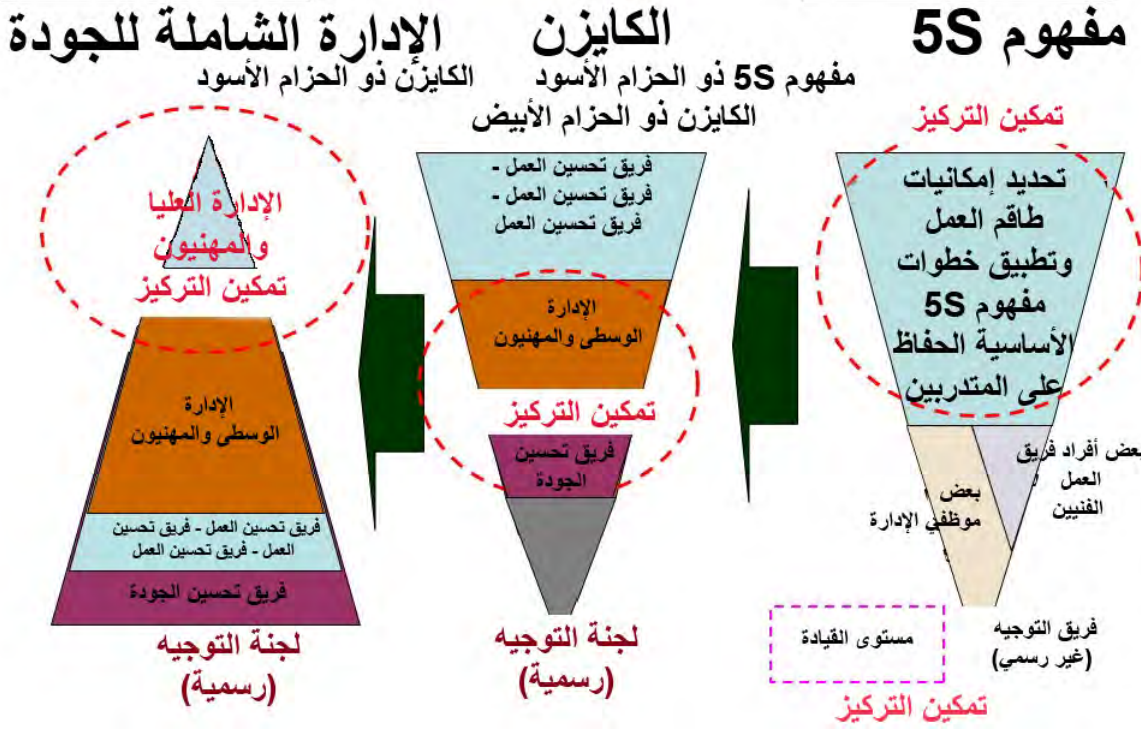 مفهوم 5S
تمكين التركيز
تحديد إمكانيات
طاقم العمل
وتطبيق خطوات
مفهوم 5S
الأساسية الحفاظ
على المتدربين
بعض أفراد فريق
العمل
الفنيين
بعض
موظفي الإدارة
فريق التوجيه
(غير رسمي)
مستوى القيادة
تمكين التركيز
الكايزن
مفهوم 5S ذو الحزام الأسود
الكايزن ذو الحزام الأبيض
فريق تحسين العمل -
فريق تحسين العمل -
فريق تحسين العمل
الإدارة
الوسطى والمهنيون
تمكين التركيز
فريق تحسين
الجودة
لجنة التوجيه
(رسمية)
الإدارة الشاملة للجودة
الكايزن ذو الحزام الأسود
الإدارة العليا
والمهنيون
تمكين التركيز
الإدارة
الوسطى والمهنيون
فريق تحسين العمل - فريق تحسين
العمل - فريق تحسين العمل
فريق تحسين الجودة
لجنة التوجيه
(رسمية)